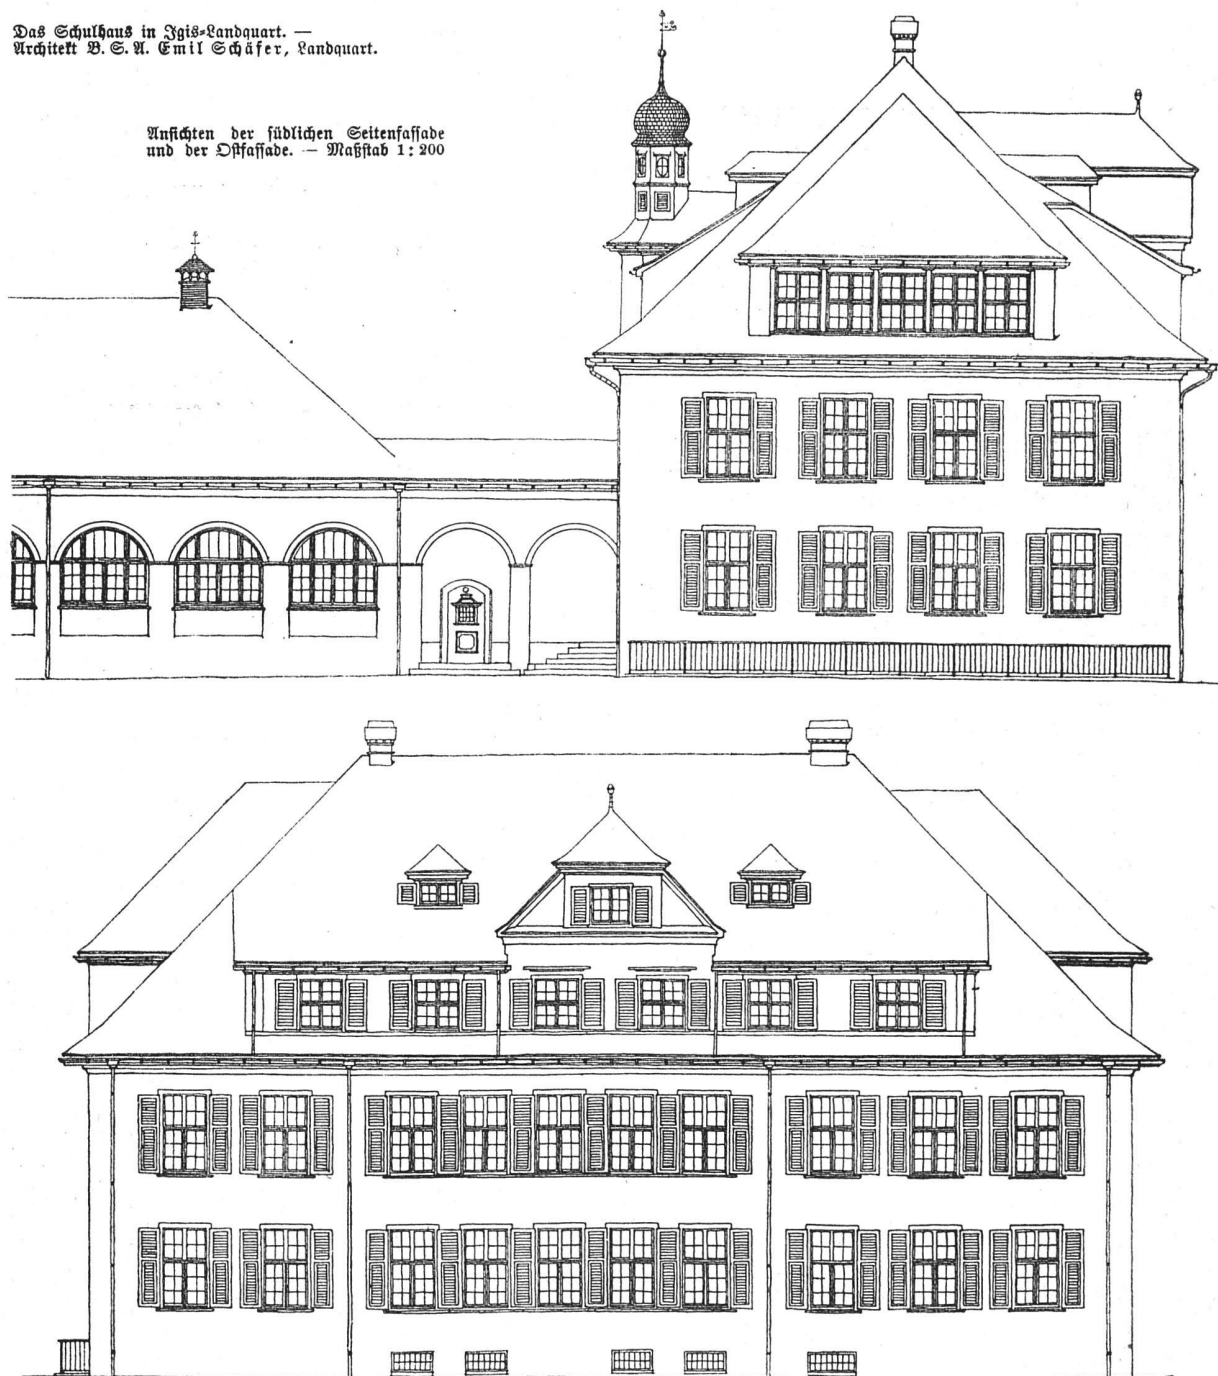 Das Schulhaus in Igis-Landquart. —
Architekt B. S. A. Emil Schäfer, Landquart.
Ansichten der südlichen Seitenfassade
und der Ostfassade. — Maßstab 1 : 200